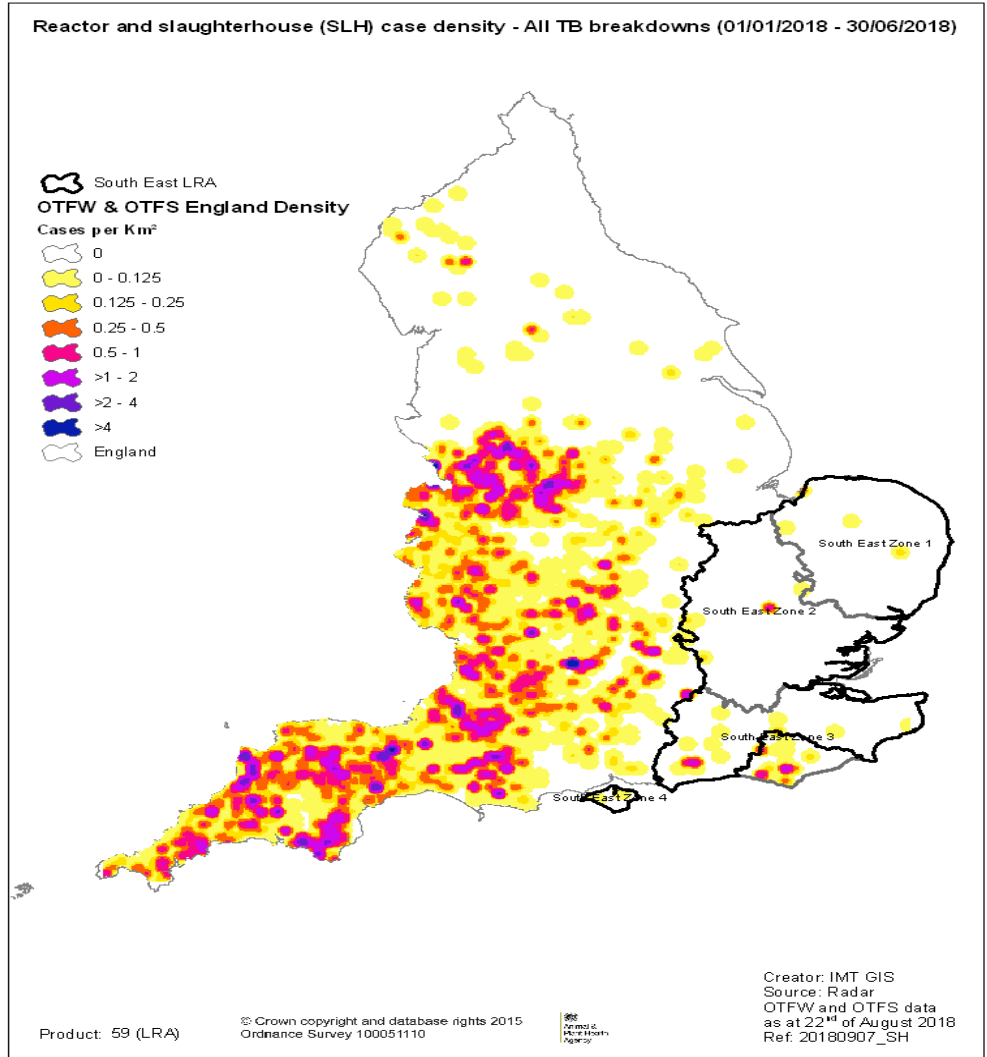 Reactor and slaughterhouse (SLH) case density - All TB breakdowns (01/01/2018 - 30/06/2018)
South East LRA
OTFW & OTFS England Density
Cases per Km²
0
0 - 0.125
0.125 - 0.25
0.25 - 0.5
0.5 - 1
>1 - 2
>2 - 4
>4
England
South East Zone 1
South East Zone 2
South East Zone 3
South East Zone 4
Creator: IMT GIS
Source: Radar
OTFW and OTFS data
as at 22nd of August 2018
Ref: 20180907_SH
Product: 59 (LRA)
© Crown copyright and database rights 2015
Ordnance Survey 100051110
Animal &
Plant Health
Agency